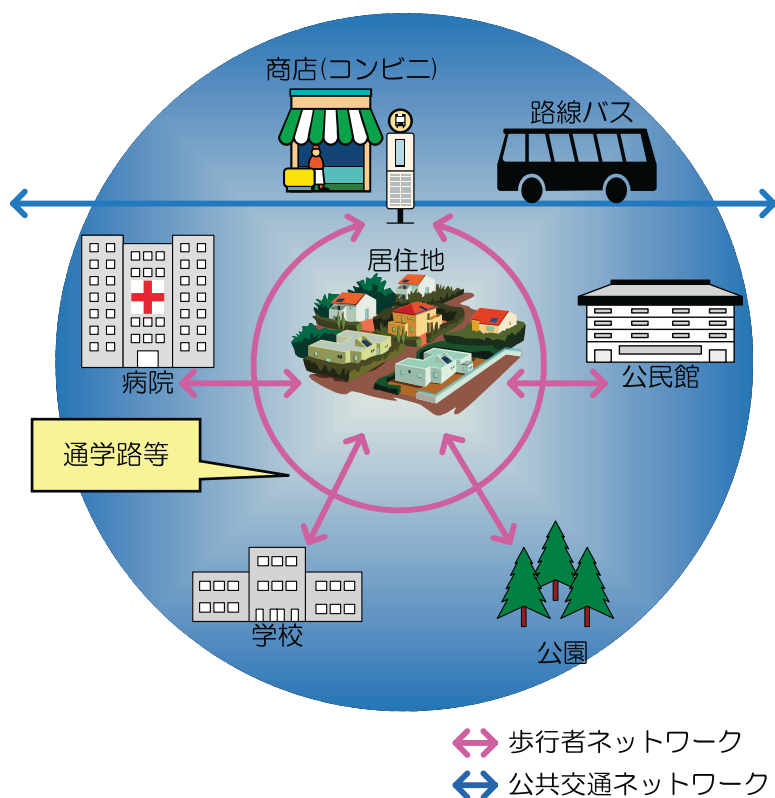 商店(コンビニ)
路線バス
居住地
病院
公民館
通学路等
学校
公園
歩行者ネットワーク
公共交通ネットワーク